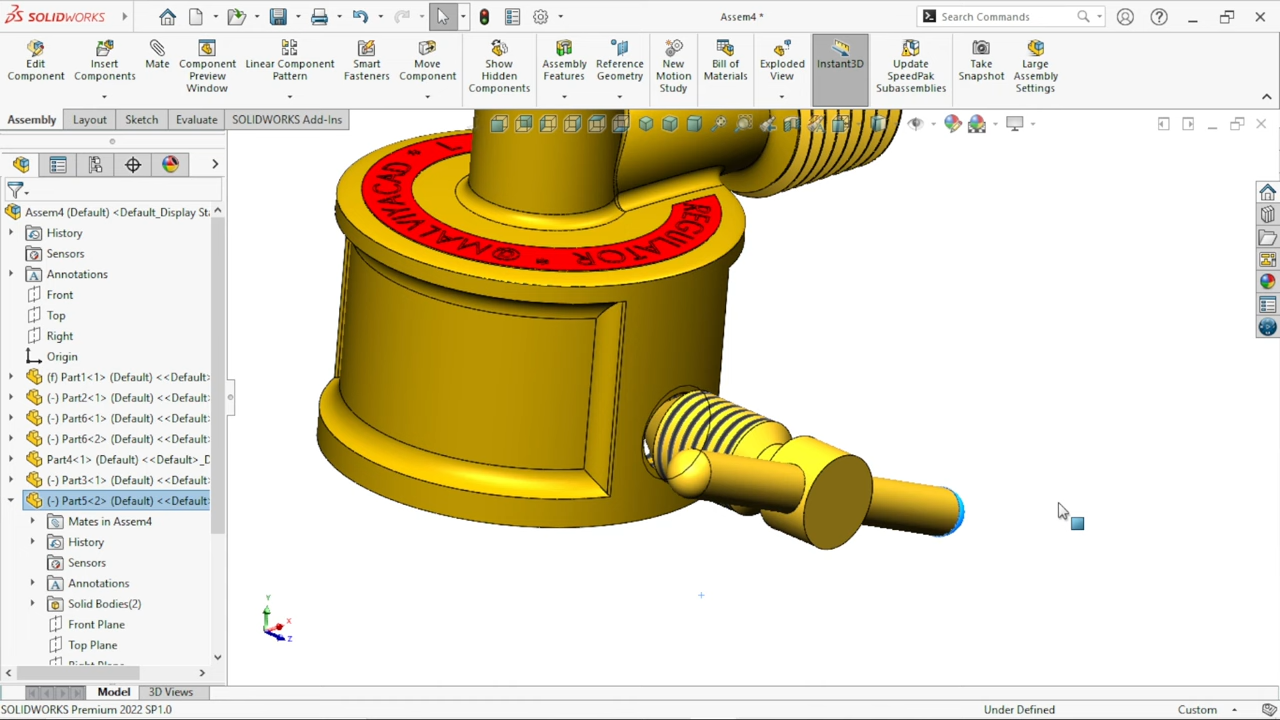 SOLIDWORKS
Assem4 *
Search Commands
Edit Component
Insert Components
Mate
Component Preview Window
Linear Component Pattern
Smart Fasteners
Move Component
Show Hidden Components
Assembly Features
Reference Geometry
New Motion Study
Bill of Materials
Exploded View
Instant3D
Update SpeedPak Subassemblies
Take Snapshot
Large Assembly Settings
Assembly
Layout
Sketch
Evaluate
SOLIDWORKS Add-Ins
Assem4 (Default) <Default_Display St
History
Sensors
Annotations
Front
Top
Right
Origin
(f) Part1<1> (Default) <<Default
(-) Part2<1> (Default) <<Default
(-) Part6<1> (Default) <<Default
(-) Part6<2> (Default) <<Default
Part4<1> (Default) <<Default>_D
(-) Part3<1> (Default) <<Default
(-) Part5<2> (Default) <<Default
Mates in Assem4
History
Sensors
Annotations
Solid Bodies(2)
Front Plane
Top Plane
REGULATOR • @MALVIYACAD •
Y
X
Z
Model
3D Views
SOLIDWORKS Premium 2022 SP1.0
Under Defined
Custom